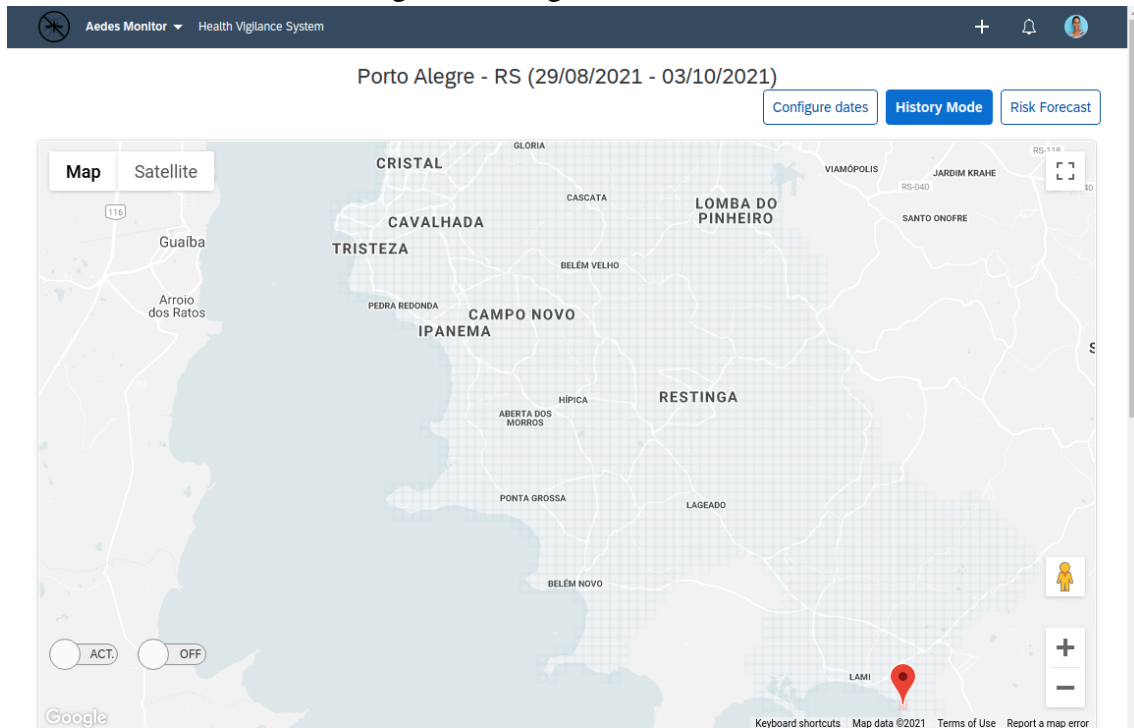 Aedes Monitor Health Vigilance System
Porto Alegre - RS (29/08/2021 - 03/10/2021)
Configure dates History Mode Risk Forecast
Map Satellite
GLÓRIA
CRISTAL
VIAMÓPOLIS
JARDIM KRAHE
RS-118
RS-040
40
116
CASCATA
LOMBA DO
PINHEIRO
SANTO ONOFRE
CAVALHADA
Guaíba
TRISTEZA
BELÉM VELHO
Arroio
dos Ratos
PEDRA REDONDA
CAMPO NOVO
IPANEMA
S
RESTINGA
HÍPICA
ABERTA DOS
MORROS
PONTA GROSSA
LAGEADO
BELÉM NOVO
ACT. OFF
LAMI
Google
Keyboard shortcuts Map data ©2021 Terms of Use Report a map error